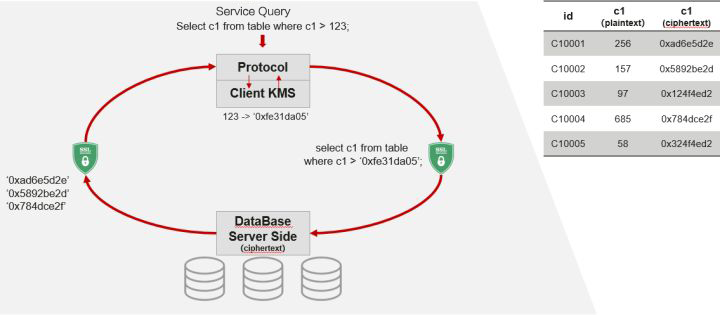 Service Query
Select c1 from table where c1 > 123;
Protocol
Client KMS
123 -> '0xfe31da05'
SSL
SSL
select c1 from table
where c1 > '0xfe31da05';
'0xad6e5d2e'
'0x5892be2d'
'0x784dce2f'
DataBase
Server Side
(ciphertext)
id c1 (plaintext) c1 (ciphertext)
C10001 256 0xad6e5d2e
C10002 157 0x5892be2d
C10003 97 0x124f4ed2
C10004 685 0x784dce2f
C10005 58 0x324f4ed2